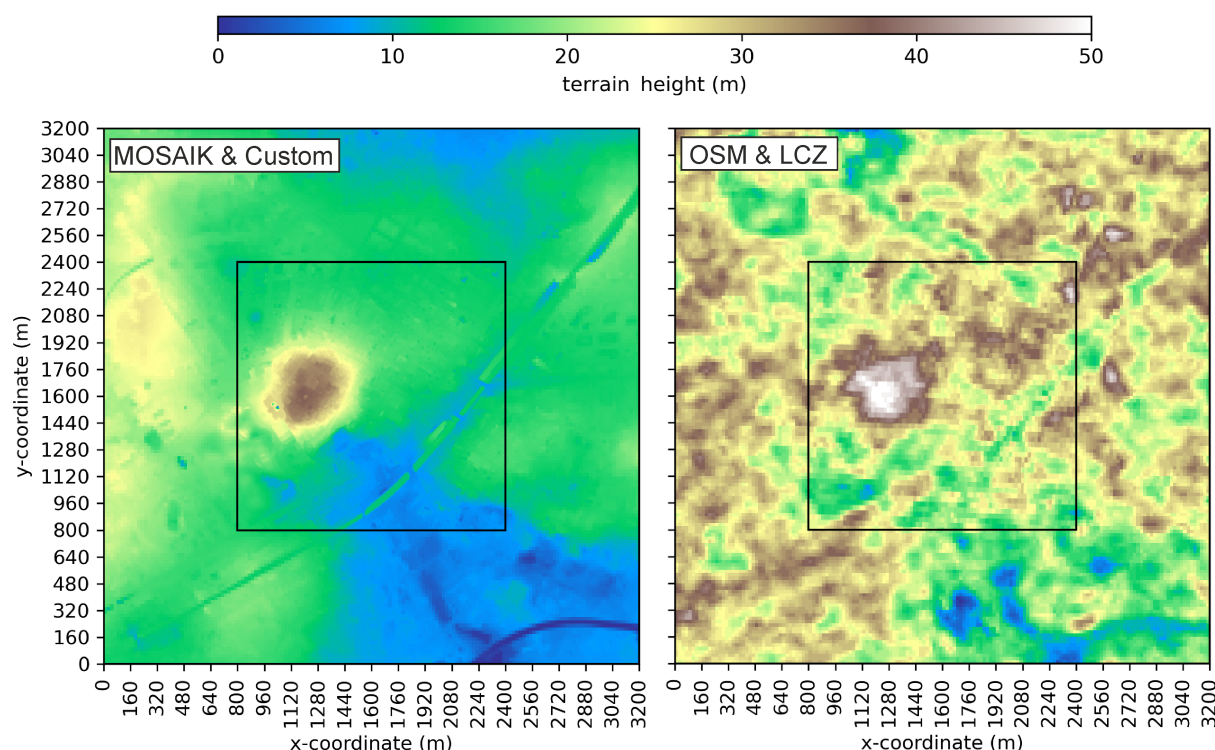 0 10 20 30 40 50
terrain_height (m)
MOSAIK & Custom
OSM & LCZ
3200
3040
2880
2720
2560
2400
2240
2080
1920
1760
1600
1440
1280
1120
960
800
640
480
320
160
0
y-coordinate (m)
0 160 320 480 640 800 960 1120 1280 1440 1600 1760 1920 2080 2240 2400 2560 2720 2880 3040 3200
0 160 320 480 640 800 960 1120 1280 1440 1600 1760 1920 2080 2240 2400 2560 2720 2880 3040 3200
x-coordinate (m)
x-coordinate (m)